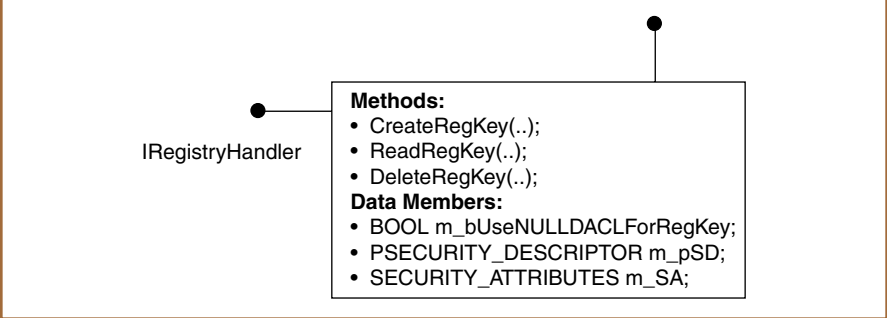 IRegistryHandler
Methods:
• CreateRegKey(..);
• ReadRegKey(..);
• DeleteRegKey(..);
Data Members:
• BOOL m_bUseNULLDACLForRegKey;
• PSECURITY_DESCRIPTOR m_pSD;
• SECURITY_ATTRIBUTES m_SA;